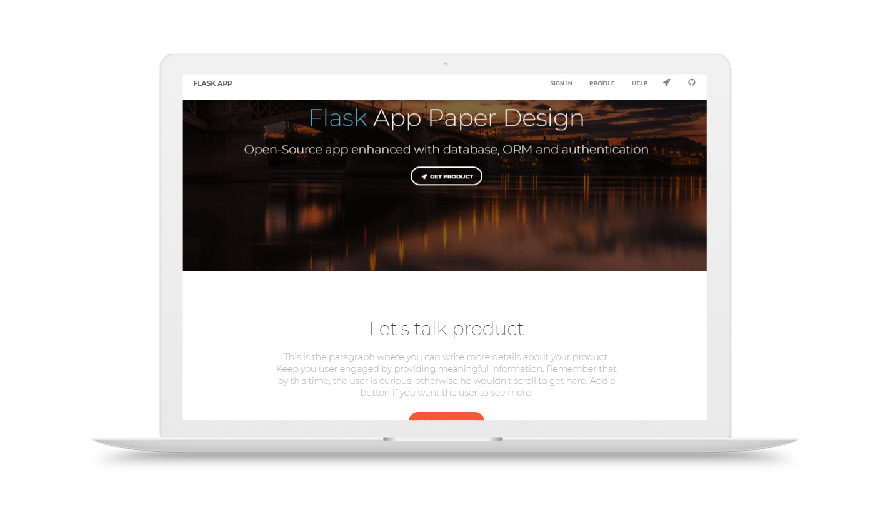 FLASK APP
SIGN IN PROFILE HELP
Flask App Paper Design
Open-Source app enhanced with database, ORM and authentication
GET PRODUCT
Let's talk product
This is the paragraph where you can write more details about your product.
Keep you user engaged by providing meaningful information. Remember that
by this time, the user is curious, otherwise he wouldn't scroll to get here. Add a
button if you want the user to see more.